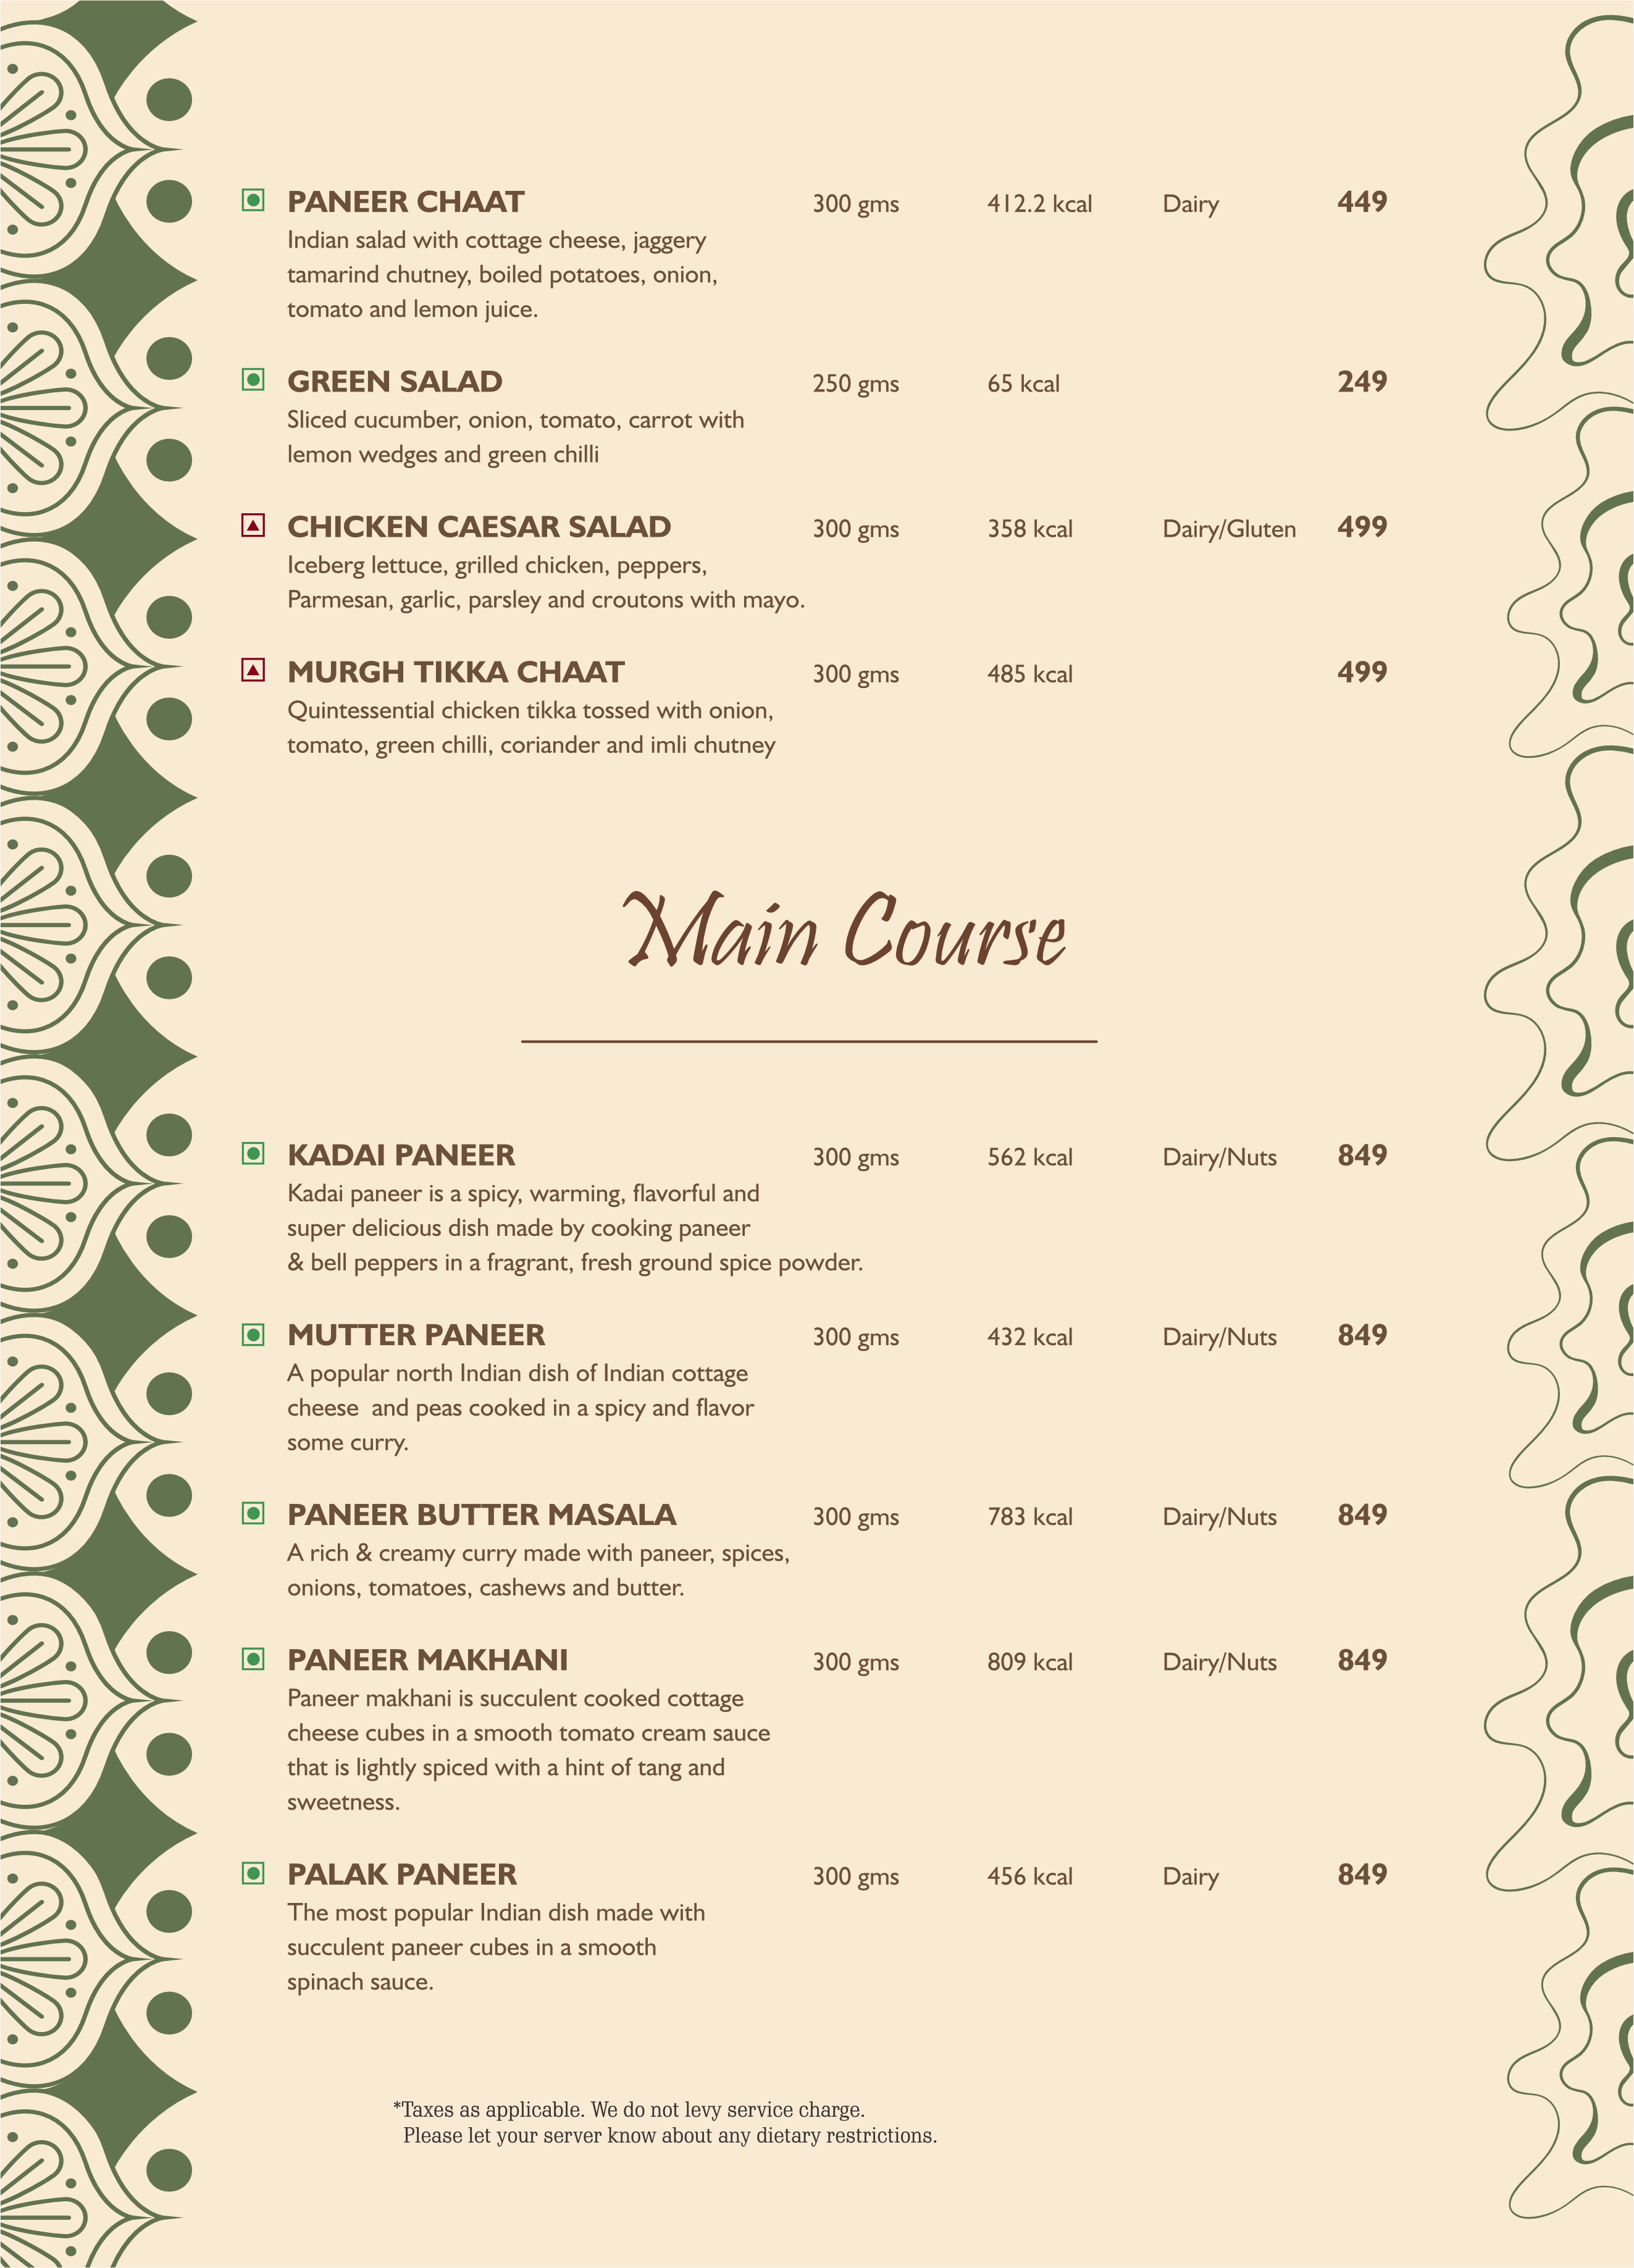 PANEER CHAAT 300 gms 412.2 kcal Dairy 449
Indian salad with cottage cheese, jaggery
tamarind chutney, boiled potatoes, onion,
tomato and lemon juice.
GREEN SALAD 250 gms 65 kcal 249
Sliced cucumber, onion, tomato, carrot with
lemon wedges and green chilli
CHICKEN CAESAR SALAD 300 gms 358 kcal Dairy/Gluten 499
Iceberg lettuce, grilled chicken, peppers,
Parmesan, garlic, parsley and croutons with mayo.
MURGH TIKKA CHAAT 300 gms 485 kcal 499
Quintessential chicken tikka tossed with onion,
tomato, green chilli, coriander and imli chutney
Main Course
KADAI PANEER 300 gms 562 kcal Dairy/Nuts 849
Kadai paneer is a spicy, warming, flavorful and
super delicious dish made by cooking paneer
& bell peppers in a fragrant, fresh ground spice powder.
MUTTER PANEER 300 gms 432 kcal Dairy/Nuts 849
A popular north Indian dish of Indian cottage
cheese  and peas cooked in a spicy and flavor
some curry.
PANEER BUTTER MASALA 300 gms 783 kcal Dairy/Nuts 849
A rich & creamy curry made with paneer, spices,
onions, tomatoes, cashews and butter.
PANEER MAKHANI 300 gms 809 kcal Dairy/Nuts 849
Paneer makhani is succulent cooked cottage
cheese cubes in a smooth tomato cream sauce
that is lightly spiced with a hint of tang and
sweetness.
PALAK PANEER 300 gms 456 kcal Dairy 849
The most popular Indian dish made with
succulent paneer cubes in a smooth
spinach sauce.
*Taxes as applicable. We do not levy service charge.
Please let your server know about any dietary restrictions.